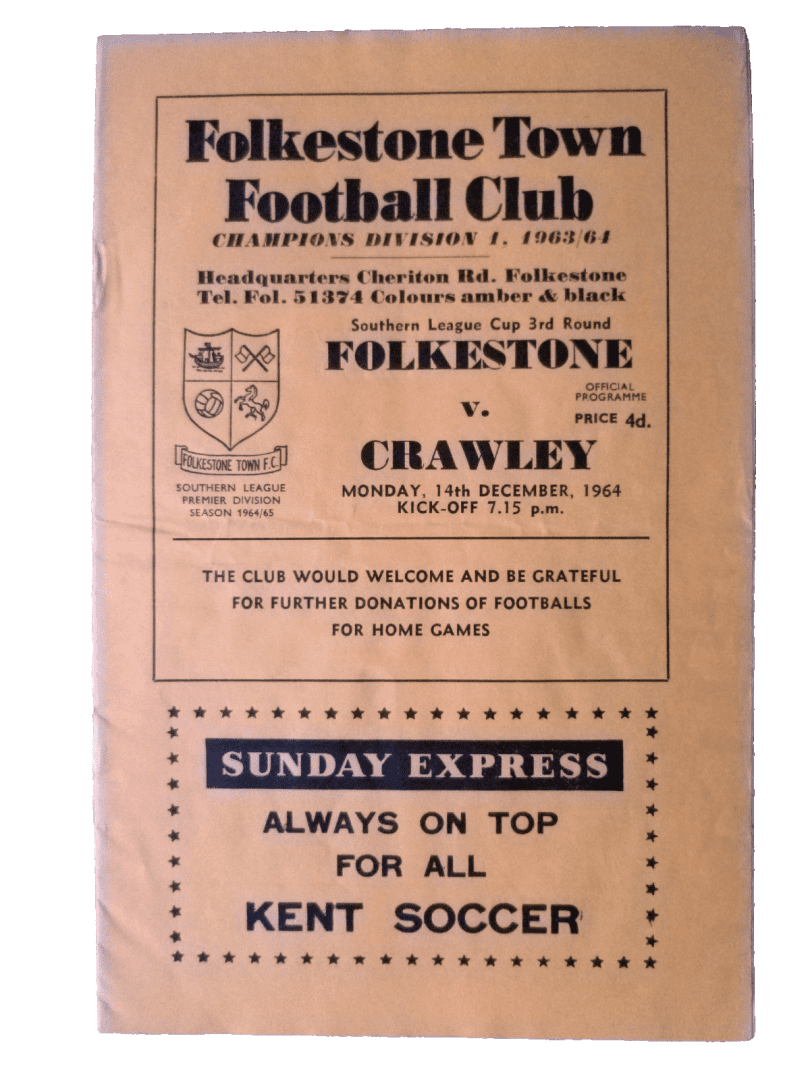 Folkestone Town
Football Club
CHAMPIONS DIVISION 1, 1963/64
Headquarters Cheriton Rd. Folkestone
Tel. Fol. 51374 Colours amber & black
Southern League Cup 3rd Round
FOLKESTONE
v.
OFFICIAL
PROGRAMME
PRICE 4d.
CRAWLEY
MONDAY, 14th DECEMBER, 1964
KICK-OFF 7.15 p.m.
FOLKESTONE TOWN F.C.
SOUTHERN LEAGUE
PREMIER DIVISION
SEASON 1964/65
THE CLUB WOULD WELCOME AND BE GRATEFUL
FOR FURTHER DONATIONS OF FOOTBALLS
FOR HOME GAMES
SUNDAY EXPRESS
ALWAYS ON TOP
FOR ALL
KENT SOCCER